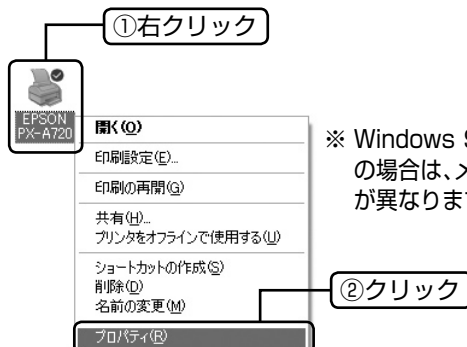 ①右クリック
EPSON
PX-A720
開く(O)
印刷設定(E)...
印刷の再開(G)
共有(H)...
プリンタをオフラインで使用する(U)
ショートカットの作成(S)
削除(D)
名前の変更(M)
プロパティ(R)
※ Windows
の場合は、
が異なりま
②クリック